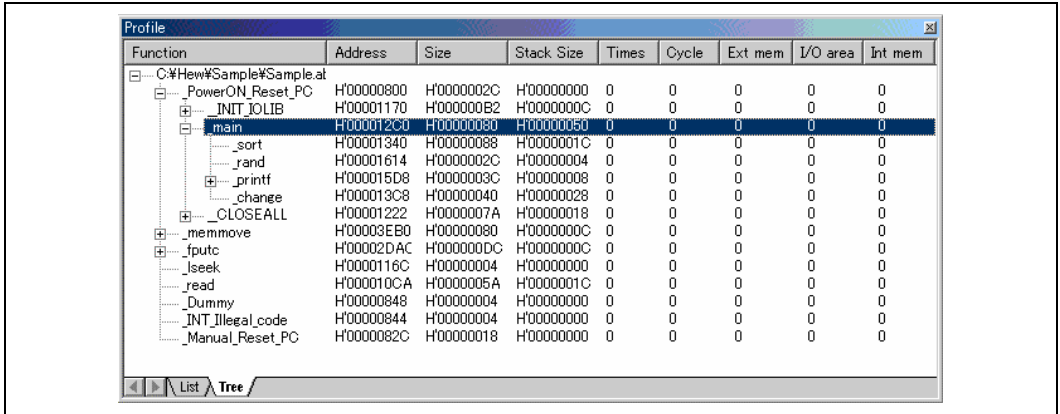 Profile
Function Address Size Stack Size Times Cycle Ext mem I/O area Int mem
C:¥Hew¥Sample¥Sample.at
_PowerON_Reset_PC H'00000800 H'0000002C H'00000000 0 0 0 0 0
__INIT_IOLIB H'00001170 H'000000B2 H'0000000C 0 0 0 0 0
_main H'000012C0 H'00000080 H'00000050 0 0 0 0 0
_sort H'00001340 H'00000088 H'0000001C 0 0 0 0 0
_rand H'00001614 H'0000002C H'00000004 0 0 0 0 0
_printf H'000015D8 H'0000003C H'00000008 0 0 0 0 0
_change H'000013C8 H'00000040 H'00000028 0 0 0 0 0
__CLOSEALL H'00001222 H'0000007A H'00000018 0 0 0 0 0
_memmove H'00003EB0 H'00000080 H'0000000C 0 0 0 0 0
_fputc H'00002DAC H'000000DC H'0000000C 0 0 0 0 0
_lseek H'0000116C H'00000004 H'00000000 0 0 0 0 0
_read H'000010CA H'0000005A H'0000001C 0 0 0 0 0
_Dummy H'00000848 H'00000004 H'00000000 0 0 0 0 0
_INT_Illegal_code H'00000844 H'00000004 H'00000000 0 0 0 0 0
_Manual_Reset_PC H'0000082C H'00000018 H'00000000 0 0 0 0 0
List Tree